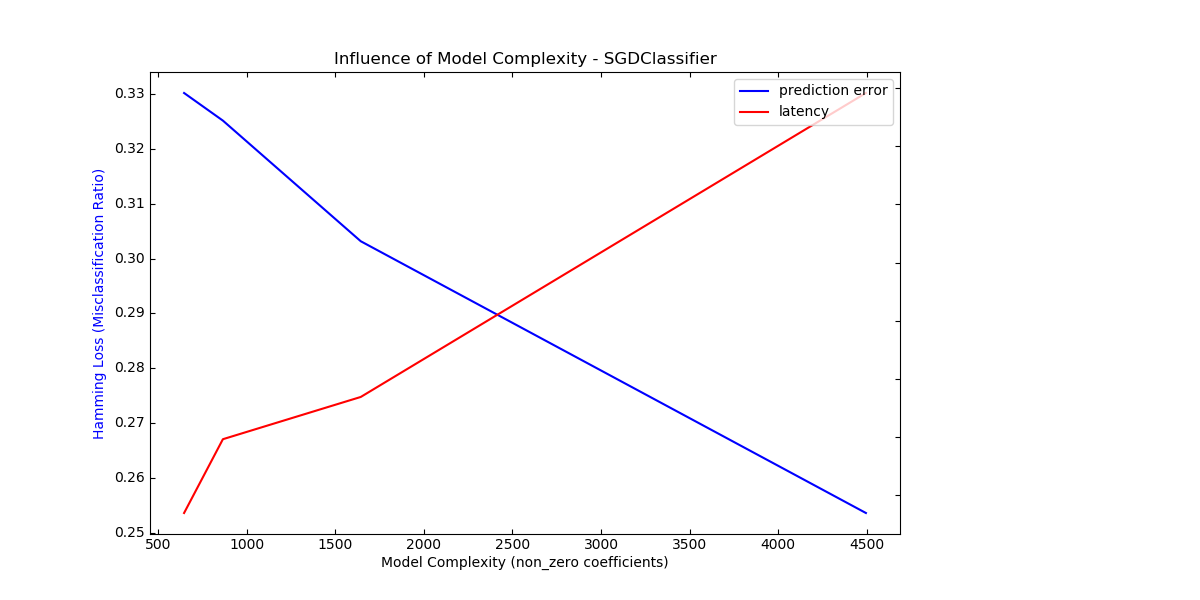 Influence of Model Complexity - SGDClassifier
prediction error
latency
Hamming Loss (Misclassification Ratio)
0.33
0.32
0.31
0.30
0.29
0.28
0.27
0.26
0.25
500 1000 1500 2000 2500 3000 3500 4000 4500
Model Complexity (non_zero coefficients)